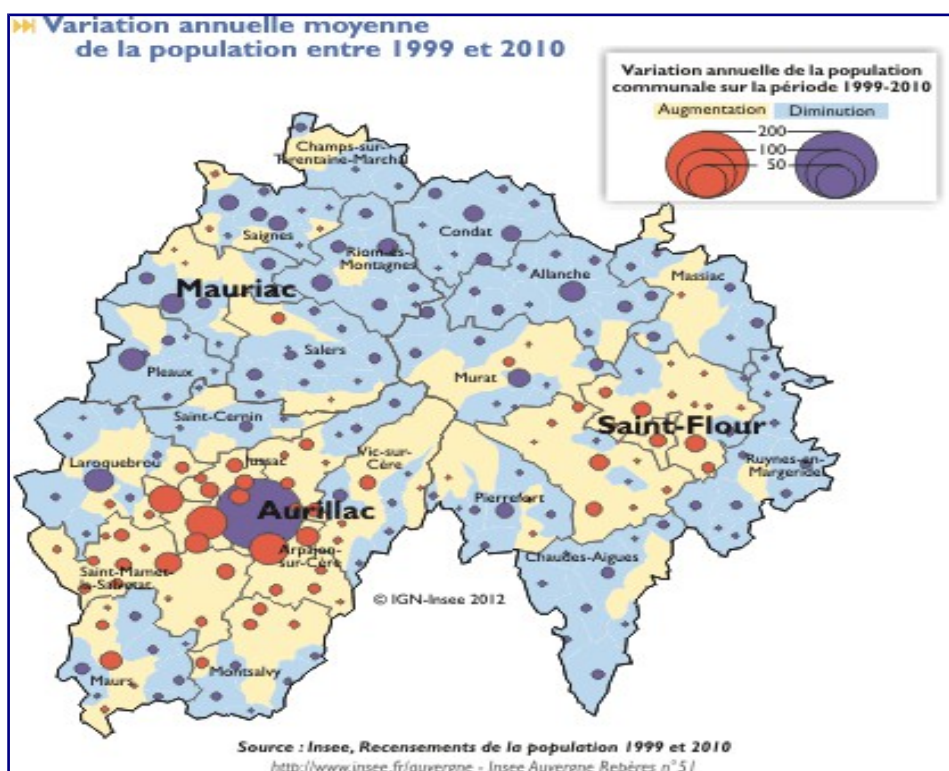 Variation annuelle moyenne
de la population entre 1999 et 2010
Variation annuelle de la population
communale sur la période 1999-2010
Augmentation Diminution
200
100
50
Champs-sur-
Tarentaine-Marchal
Saignes
Condat
Riom-ès-
Montagnes
Allanche
Massiac
Mauriac
Salers
Pleaux
Murat
Saint-Cernin
Saint-Flour
Laroquebrou
Jussac
Vic-sur-
Cère
Ruynes-en-
Margeride
Aurillac
Pierrefort
Arpajon-
sur-Cère
Chaudes-Aigues
Saint-Mamet-
la-Salvetat
© IGN-Insee 2012
Maurs
Montsalvy
Source : Insee, Recensements de la population 1999 et 2010
http://www.insee.fr/auvergne - Insee Auvergne Repères n° 51